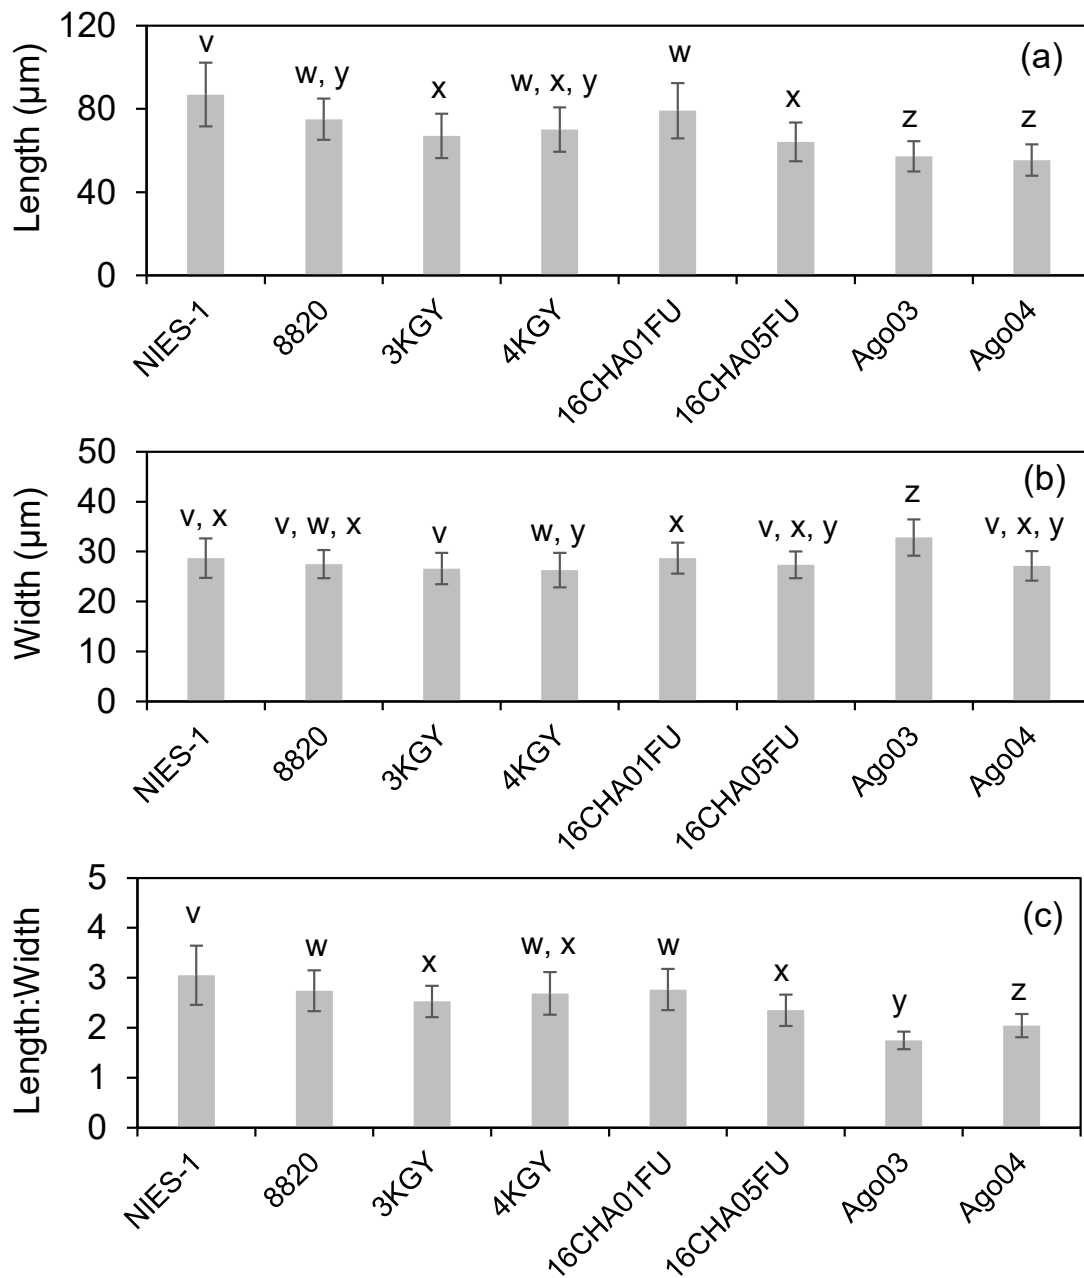 120
80
40
0
Length (µm)
(a)
v
w, y
x
w, x, y
w
x
z
z
NIES-1
8820
3KGY
4KGY
16CHA01FU
16CHA05FU
Ago03
Ago04
50
40
30
20
10
0
Width (µm)
(b)
v, x
v, w, x
v
w, y
x
v, x, y
z
v, x, y
NIES-1
8820
3KGY
4KGY
16CHA01FU
16CHA05FU
Ago03
Ago04
5
4
3
2
1
0
Length:Width
(c)
v
w
x
w, x
w
x
y
z
NIES-1
8820
3KGY
4KGY
16CHA01FU
16CHA05FU
Ago03
Ago04